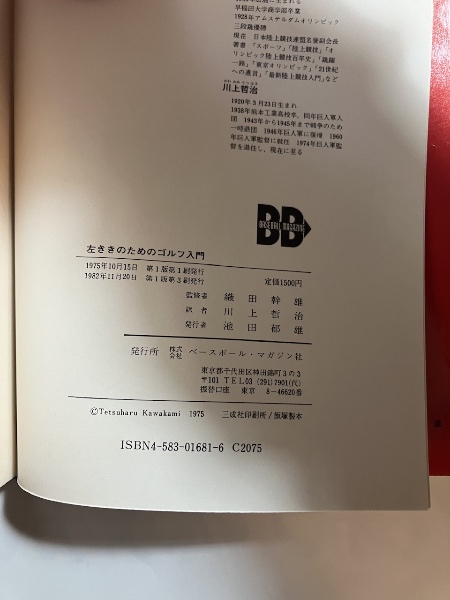 早稲田大学商学部卒業
1928年アムステルダムオリンピック
三段跳優勝
現在 日本陸上競技連盟名誉副会長
著書 「スポーツ」「陸上競技」「オ
リンピック陸上競技百年史」「跳躍
一路」「東京オリンピック」「21世紀
への遺言」「最新陸上競技入門」など
川上哲治
1920年3月23日生まれ
1938年熊本工業高校卒，同年巨人軍入
団 1943年から1945年まで戦争のため
一時退団 1946年巨人軍に復帰 1960
年巨人軍監督に就任 1974年巨人軍監
督を退任し，現在に至る
BB
BASEBALL MAGAZINE
左ききのためのゴルフ入門
1975年10月15日 第1版第1刷発行
1982年11月20日 第1版第3刷発行
定価1500円
監修者 織田幹雄
訳者 川上哲治
発行者 池田郁雄
発行所 株式会社 ベースボール・マガジン社
東京都千代田区神田錦町3の3
〒101 TEL03(291)7901(代)
振替口座 東京 8-46620番
©Tetsuharu Kawakami 1975 三成社印刷所/飯塚製本
ISBN4-583-01681-6 C2075